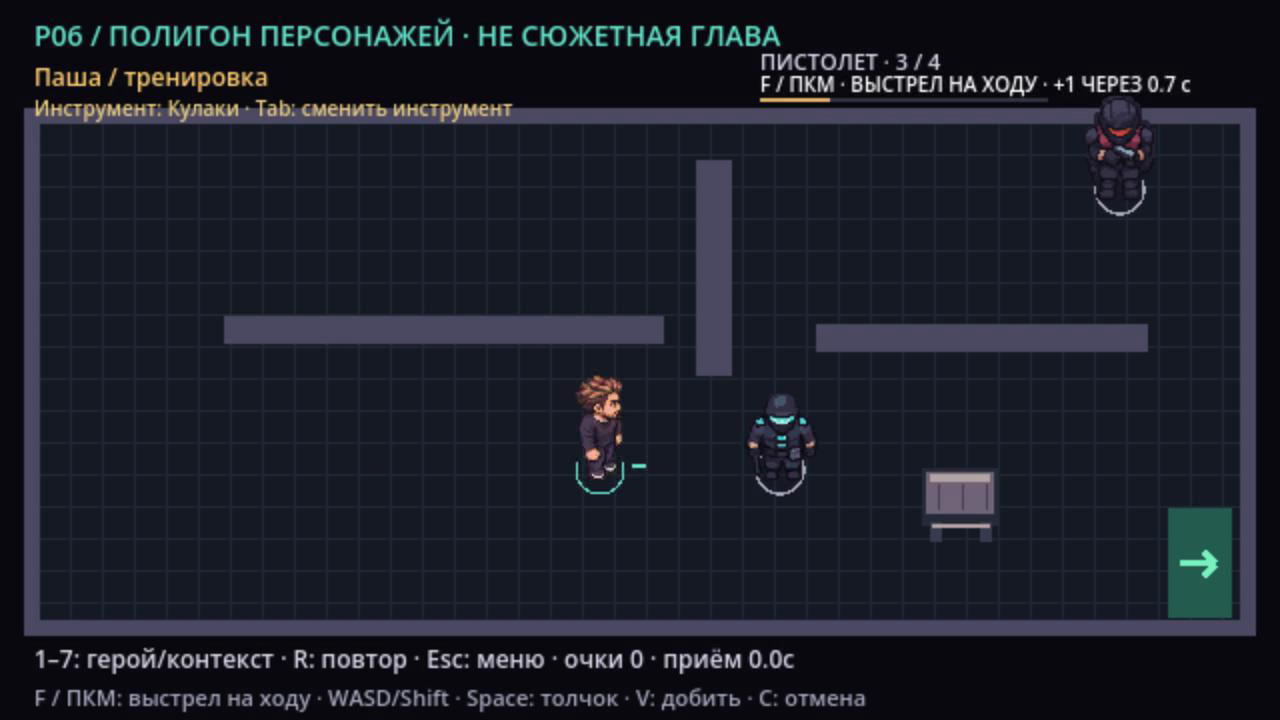 P06 / ПОЛИГОН ПЕРСОНАЖЕЙ · НЕ СЮЖЕТНАЯ ГЛАВА
ПИСТОЛЕТ · 3 / 4
Паша / тренировка
F / ПКМ · ВЫСТРЕЛ НА ХОДУ · +1 ЧЕРЕЗ 0.7 с
Инструмент: Кулаки · Tab: сменить инструмент
→
1–7: герой/контекст · R: повтор · Esc: меню · очки 0 · приём 0.0с
F / ПКМ: выстрел на ходу · WASD/Shift · Space: толчок · V: добить · C: отмена